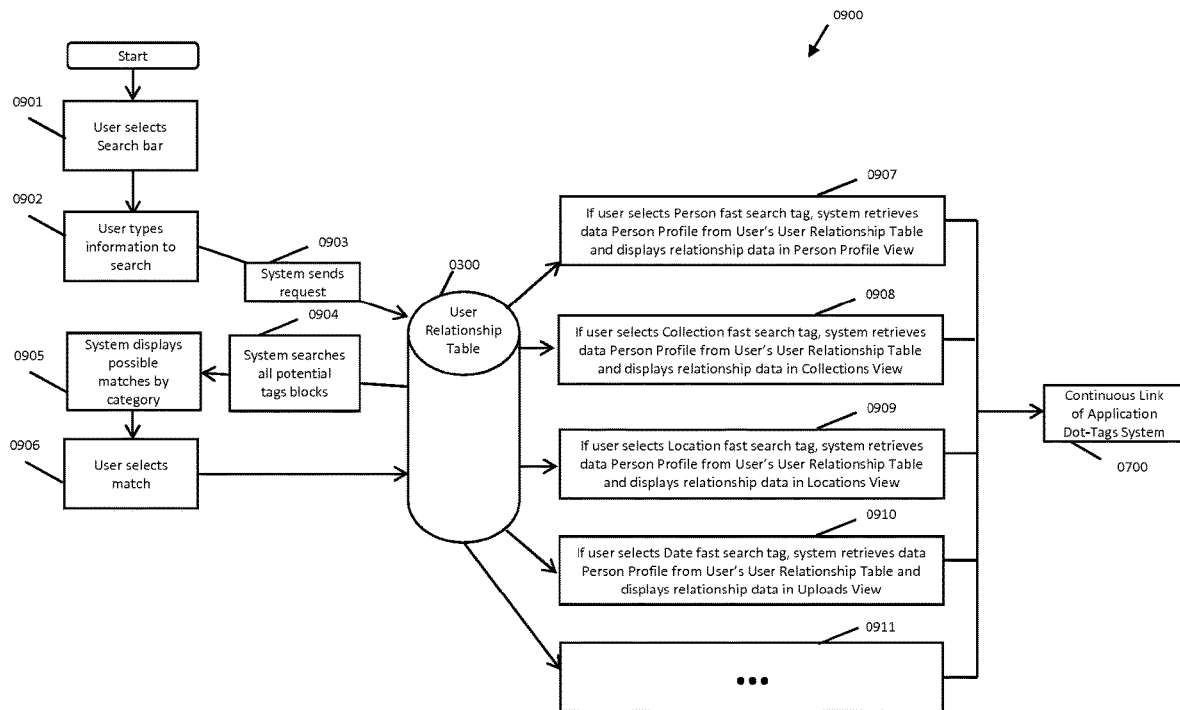 0900
Start
0901
User selects
Search bar
0902
User types
information to
search
0903
System sends
request
0300
User
Relationship
Table
0904
System searches
all potential
tags blocks
0905
System displays
possible
matches by
category
0906
User selects
match
0907
If user selects Person fast search tag, system retrieves
data Person Profile from User's User Relationship Table
and displays relationship data in Person Profile View
0908
If user selects Collection fast search tag, system retrieves
data Person Profile from User's User Relationship Table
and displays relationship data in Collections View
0909
If user selects Location fast search tag, system retrieves
data Person Profile from User's User Relationship Table
and displays relationship data in Locations View
0910
If user selects Date fast search tag, system retrieves data
Person Profile from User's User Relationship Table and
displays relationship data in Uploads View
0911
...
Continuous Link
of Application
Dot-Tags System
0700